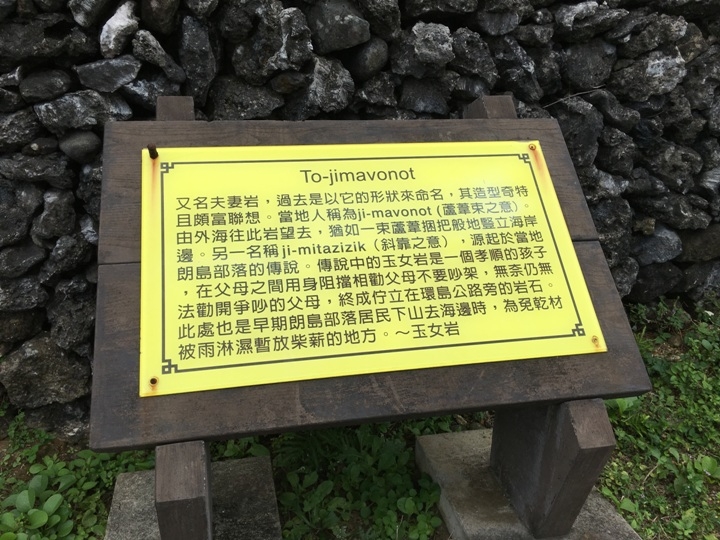 To-jimavonot
又名夫妻岩，過去是以它的形狀來命名，其造型奇特
且頗富聯想。當地人稱為ji-mavonot (蘆葦束之意)。
由外海往此岩望去，猶如一束蘆葦捆把般地豎立海岸
邊。另一名稱ji-mitazizik（斜靠之意），源起於當地
朗島部落的傳說。傳說中的玉女岩是一個孝順的孩子
，在父母之間用身阻擋相勸父母不要吵架，無奈仍無
法勸開爭吵的父母，終成佇立在環島公路旁的岩石。
此處也是早期朗島部落居民下山去海邊時，為免乾材
被雨淋濕暫放柴薪的地方。～玉女岩